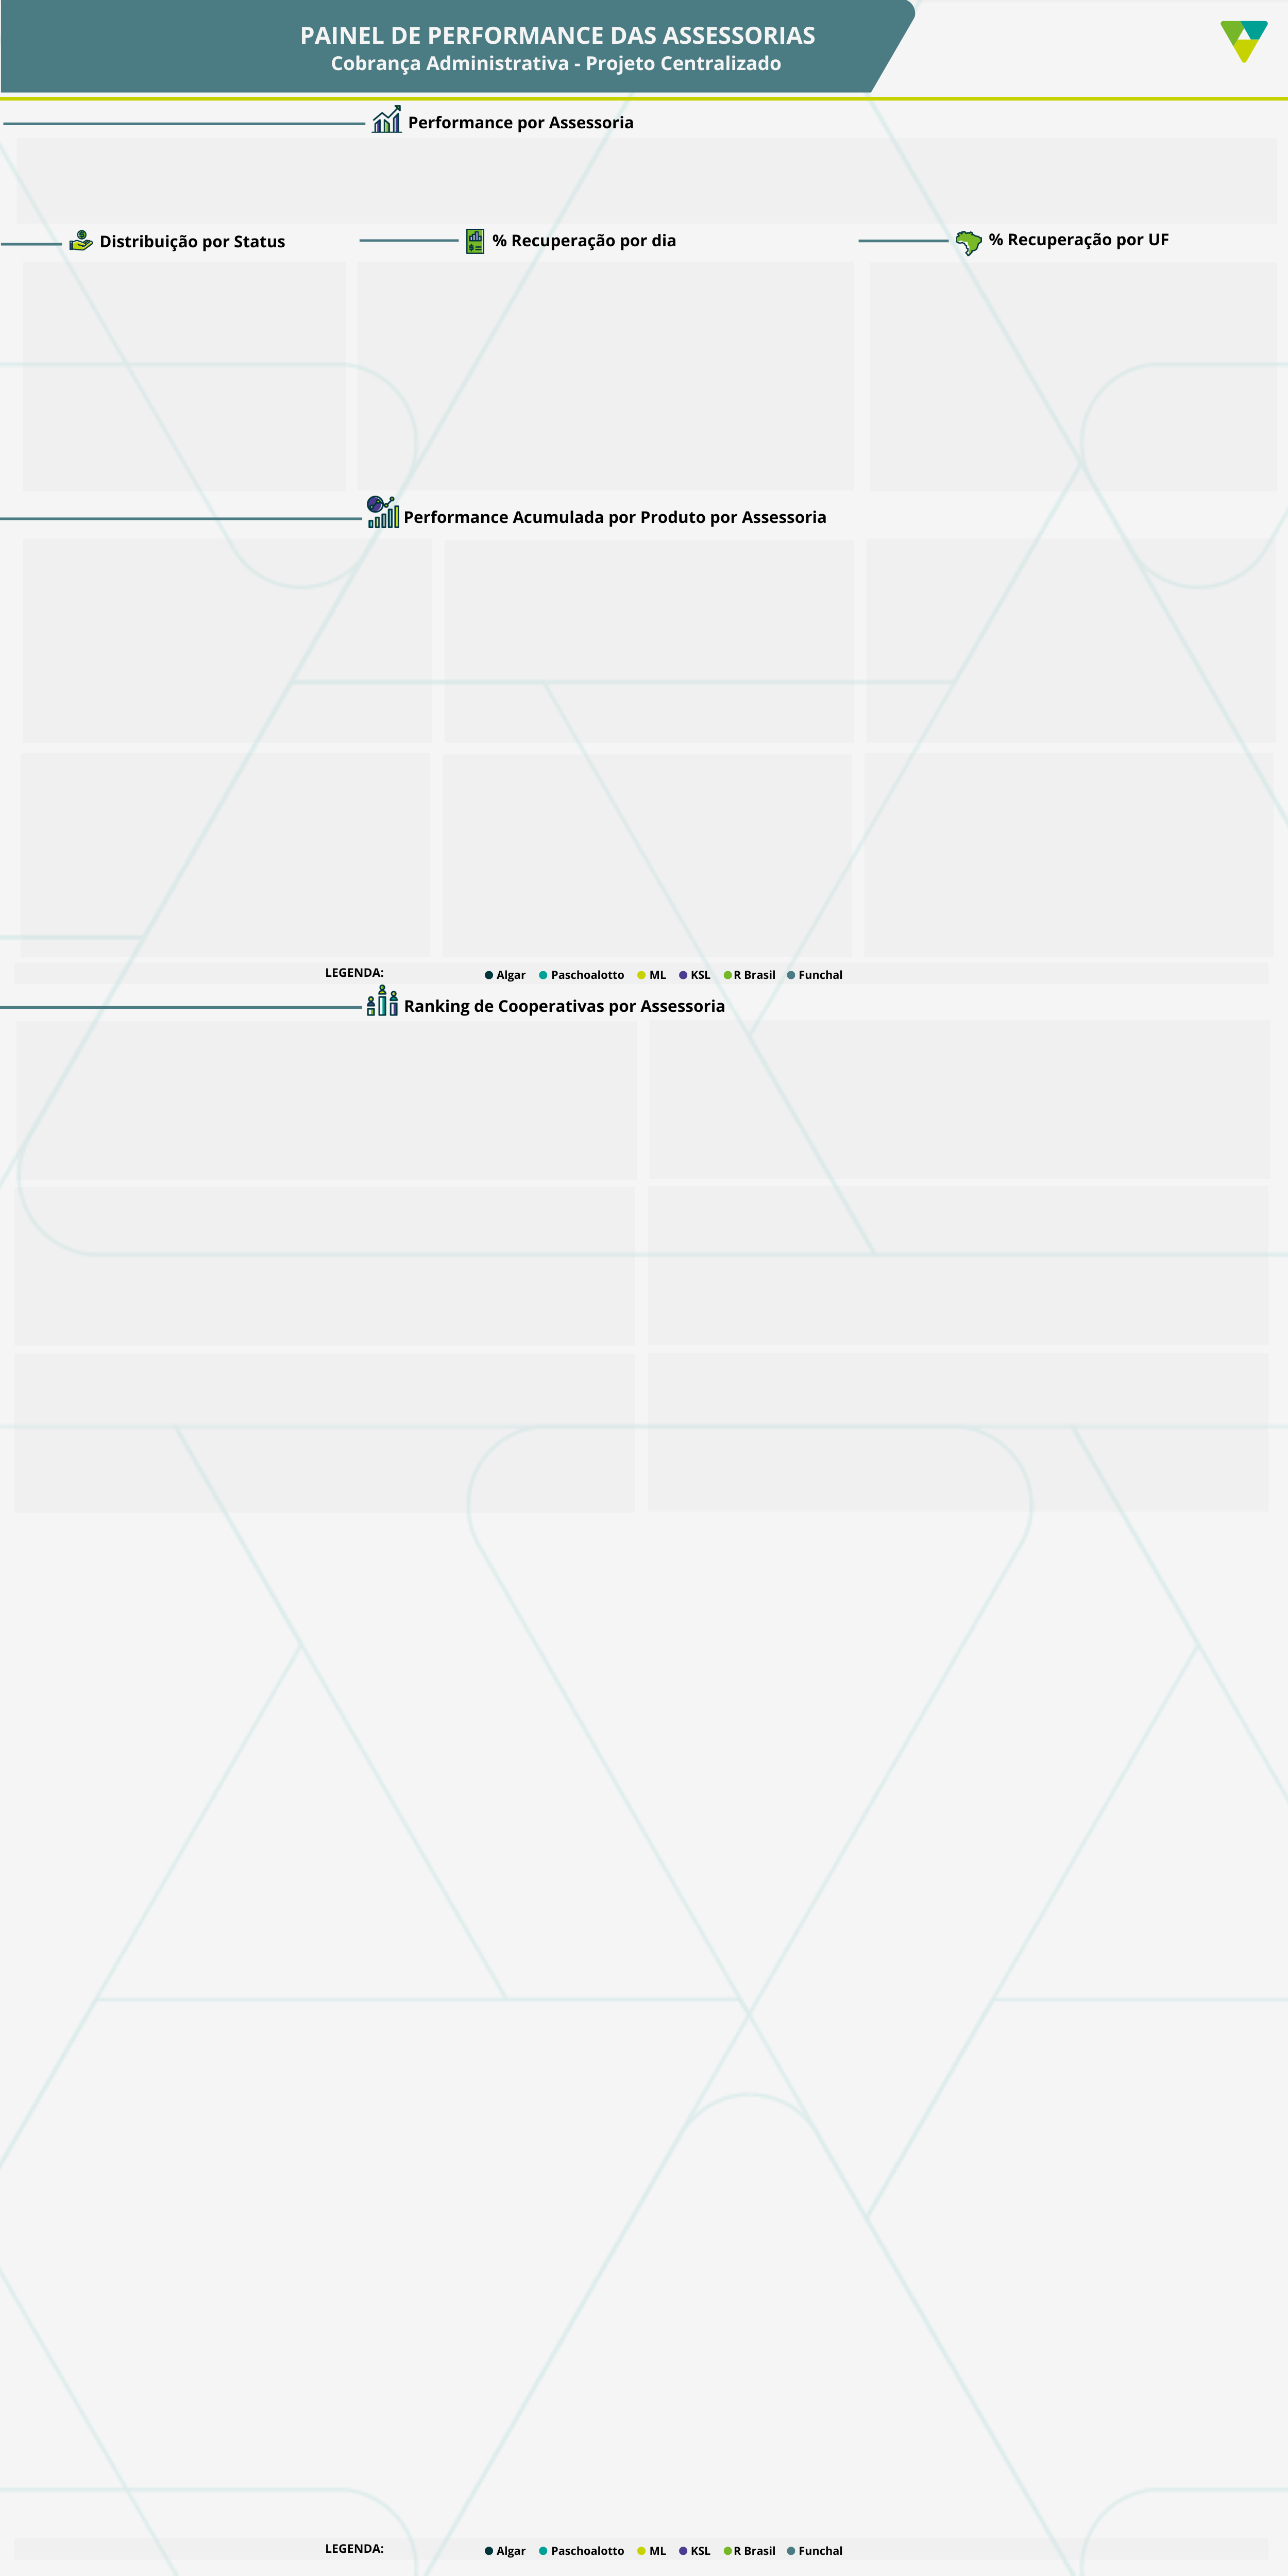 PAINEL DE PERFORMANCE DAS ASSESSORIAS
Cobrança Administrativa - Projeto Centralizado
Performance por Assessoria
Distribuição por Status
% Recuperação por dia
% Recuperação por UF
Performance Acumulada por Produto por Assessoria
LEGENDA: Algar Paschoalotto ML KSL R Brasil Funchal
Ranking de Cooperativas por Assessoria
LEGENDA: Algar Paschoalotto ML KSL R Brasil Funchal